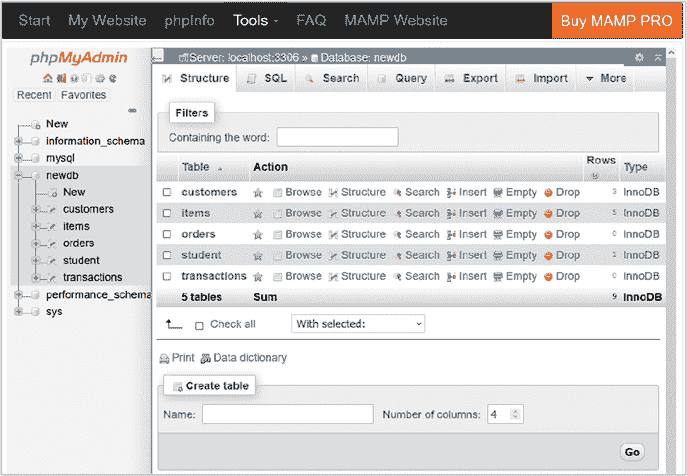 Start My Website phpInfo Tools FAQ MAMP Website Buy MAMP PRO
phpMyAdmin
Recent Favorites
New
information_schema
mysql
newdb
New
customers
items
orders
student
transactions
performance_schema
sys
Server: localhost:3306 » Database: newdb
Structure SQL Search Query Export Import More
Filters
Containing the word:
Table Action Rows Type
customers Browse Structure Search Insert Empty Drop InnoDB
items Browse Structure Search Insert Empty Drop InnoDB
orders Browse Structure Search Insert Empty Drop InnoDB
student Browse Structure Search Insert Empty Drop InnoDB
transactions Browse Structure Search Insert Empty Drop InnoDB
5 tables Sum 9 InnoDB
Check all With selected:
Print Data dictionary
Create table
Name: Number of columns: 4
Go